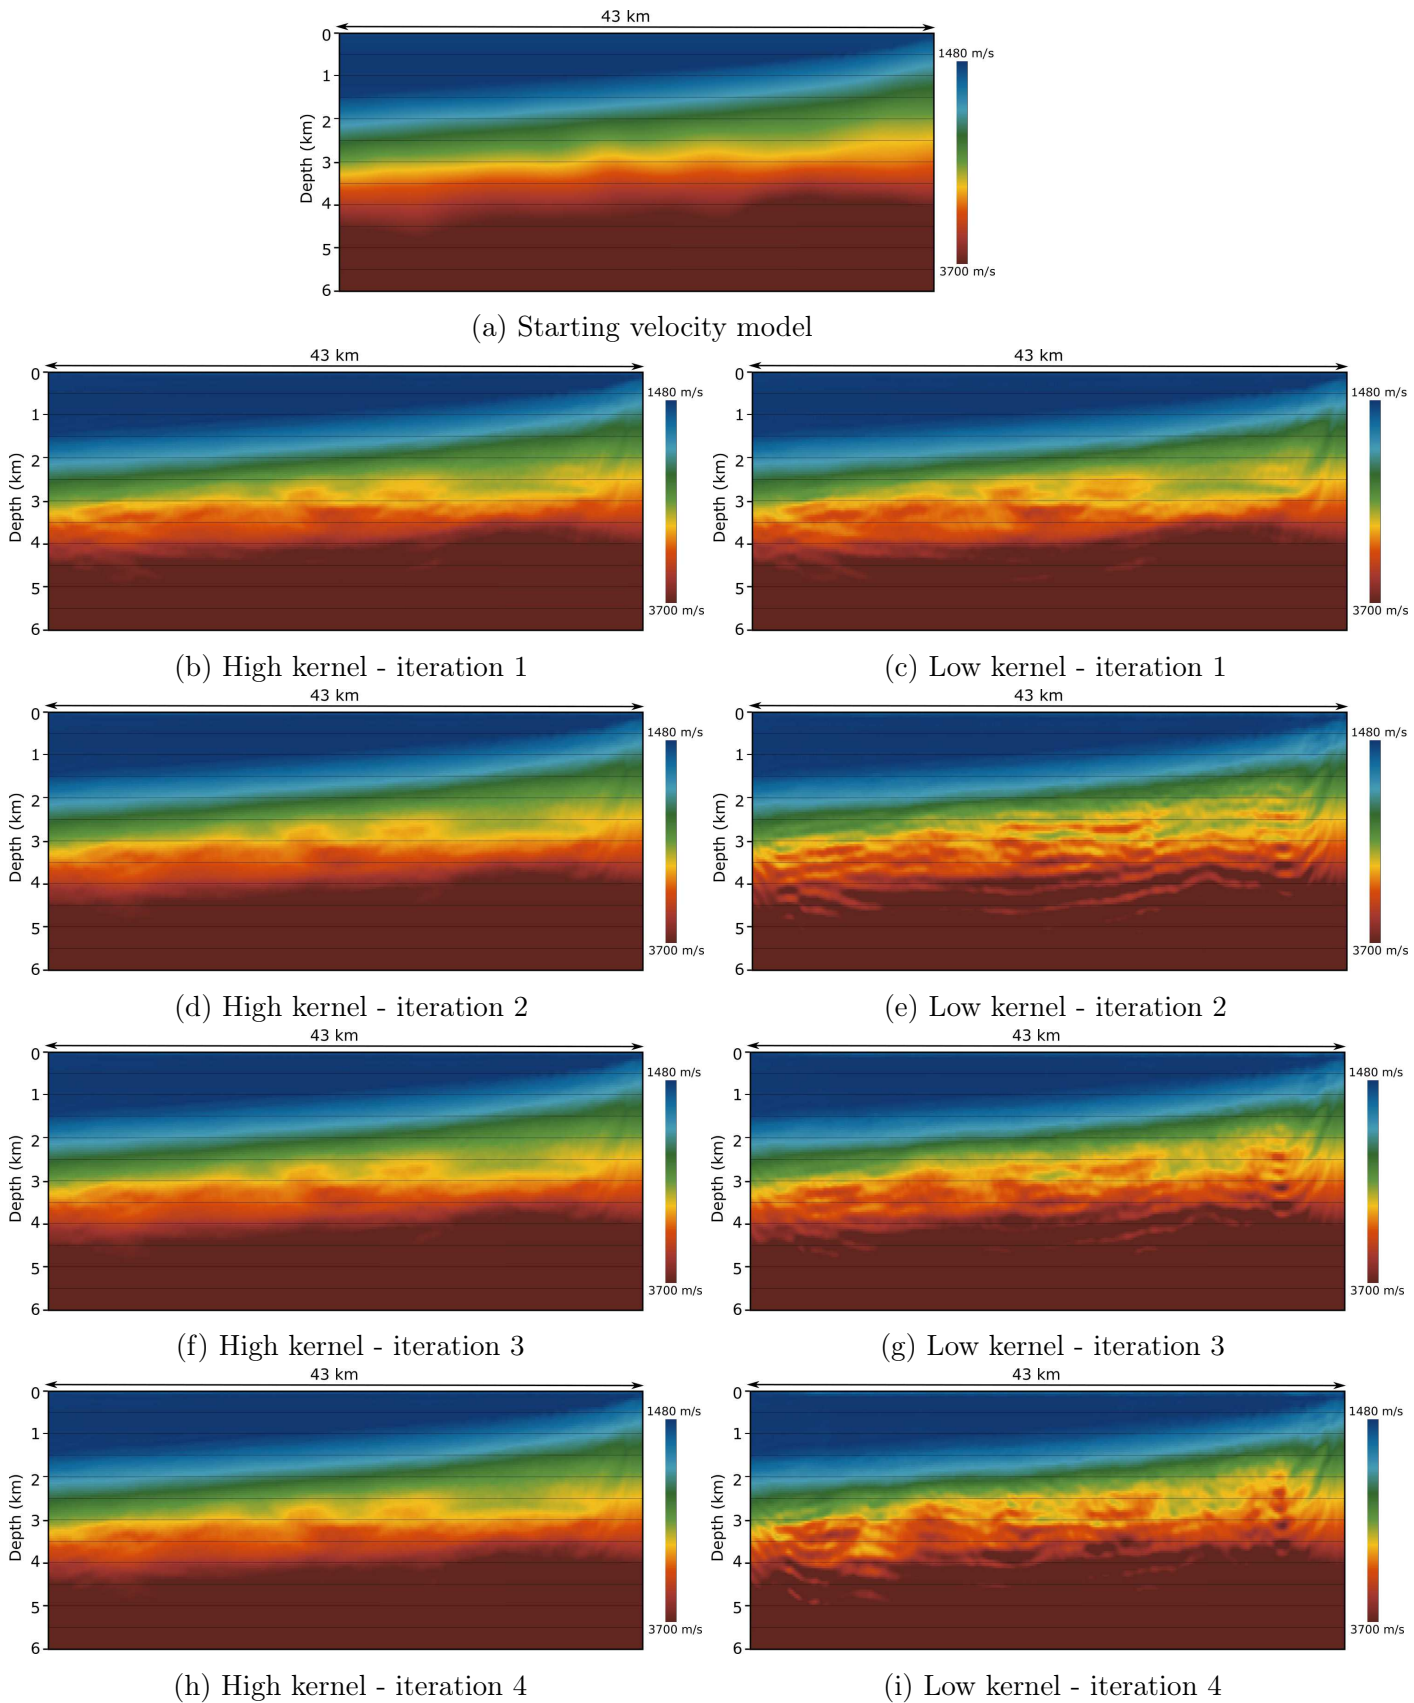 43 km
0
1480 m/s
1
2
Depth (km)
3
4
5
3700 m/s
6
(a) Starting velocity model
43 km
0
1480 m/s
1
2
Depth (km)
3
4
5
3700 m/s
6
(b) High kernel - iteration 1
43 km
0
1480 m/s
1
2
Depth (km)
3
4
5
3700 m/s
6
(c) Low kernel - iteration 1
43 km
0
1480 m/s
1
2
Depth (km)
3
4
5
3700 m/s
6
(d) High kernel - iteration 2
43 km
0
1480 m/s
1
2
Depth (km)
3
4
5
3700 m/s
6
(e) Low kernel - iteration 2
43 km
0
1480 m/s
1
2
Depth (km)
3
4
5
3700 m/s
6
(f) High kernel - iteration 3
43 km
0
1480 m/s
1
2
Depth (km)
3
4
5
3700 m/s
6
(g) Low kernel - iteration 3
43 km
0
1480 m/s
1
2
Depth (km)
3
4
5
3700 m/s
6
(h) High kernel - iteration 4
43 km
0
1480 m/s
1
2
Depth (km)
3
4
5
3700 m/s
6
(i) Low kernel - iteration 4